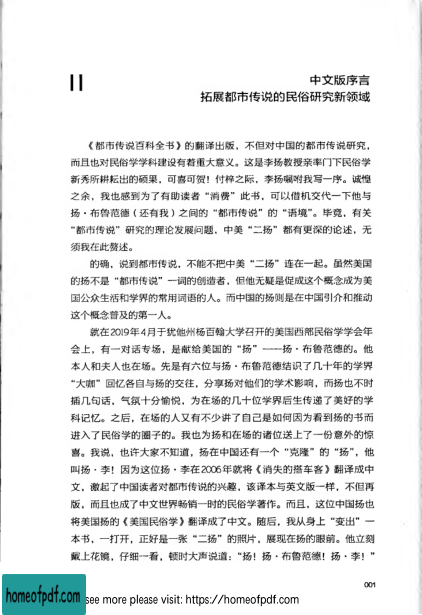 中文版序言
拓展都市传说的民俗研究新领域
《都市传说百科全书》的翻译出版，不但对中国的都市传说研究，
而且也对民俗学学科建设有着重大意义。这是李扬教授亲率门下民俗学
新秀所耕耘出的硕果，可喜可贺！付梓之际，李扬嘱咐我写一序。诚惶
之余，我也感到为了有助读者“消费”此书，可以借机交代一下他与
扬·布鲁范德（还有我）之间的“都市传说”的“语境”。毕竟，有关
“都市传说”研究的理论发展问题，中美“二扬”都有更深的论述，无
须我在此赘述。
的确，说到都市传说，不能不把中美“二扬”连在一起。虽然美国
的扬不是“都市传说”一词的创造者，但他无疑是促成这个概念成为美
国公众生活和学界的常用词语的人。而中国的扬则是在中国引介和推动
这个概念普及的第一人。
就在2019年4月于犹他州杨百翰大学召开的美国西部民俗学学会年
会上，有一对话专场，是献给美国的“扬”——扬·布鲁范德的。他
本人和夫人也在场。先是有六位与扬·布鲁范德结识了几十年的学界
“大咖”回忆各自与扬的交往，分享扬对他们的学术影响，而扬也不时
插几句话，气氛十分愉悦，为在场的几十位学界后生传递了美好的学
科记忆。之后，在场的人又有不少讲了自己是如何因为看到扬的书而
进入了民俗学的圈子的。我也为扬和在场的诸位送上了一份意外的惊
喜。我说，也许大家不知道，扬在中国还有一个“克隆”的“扬”，他
叫扬·李！因为这位扬·李在2006年就将《消失的搭车客》翻译成中
文，激起了中国读者对都市传说的兴趣，该译本与英文版一样，不但再
版，而且也成了中文世界畅销一时的民俗学著作。而且，这位中国扬也
将美国扬的《美国民俗学》翻译成了中文。随后，我从身上“变出”一
本书，一打开，正好是一张“二扬”的照片，展现在扬的眼前。他立刻
戴上花镜，仔细一看，顿时大声说道：“扬！扬·布鲁范德！扬·李！”
001
homeofpdf.com
see more please visit: https://homeofpdf.com